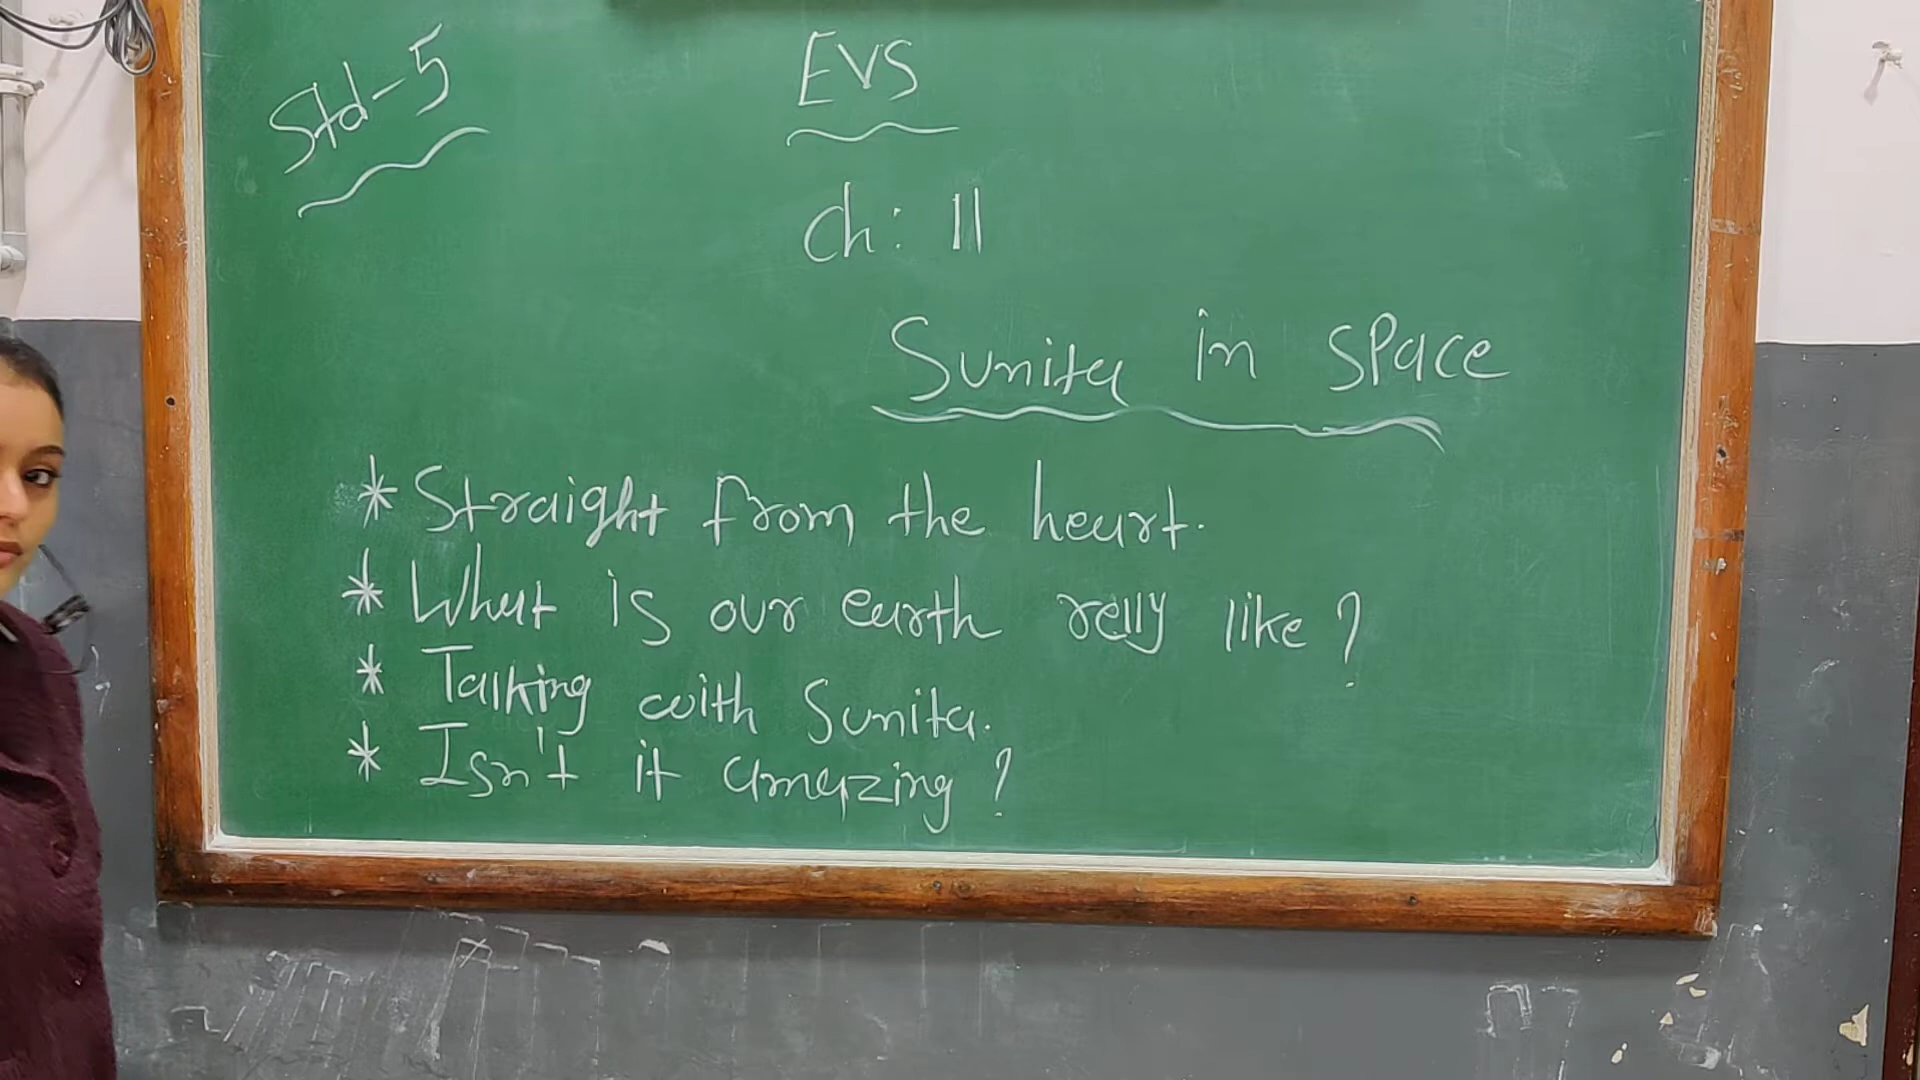 Std-5
EVS
Ch: 11
Sunita in space
* Straight from the heart.
* What is our earth relly like?
* Talking with Sunita.
* Isn't it amazing?